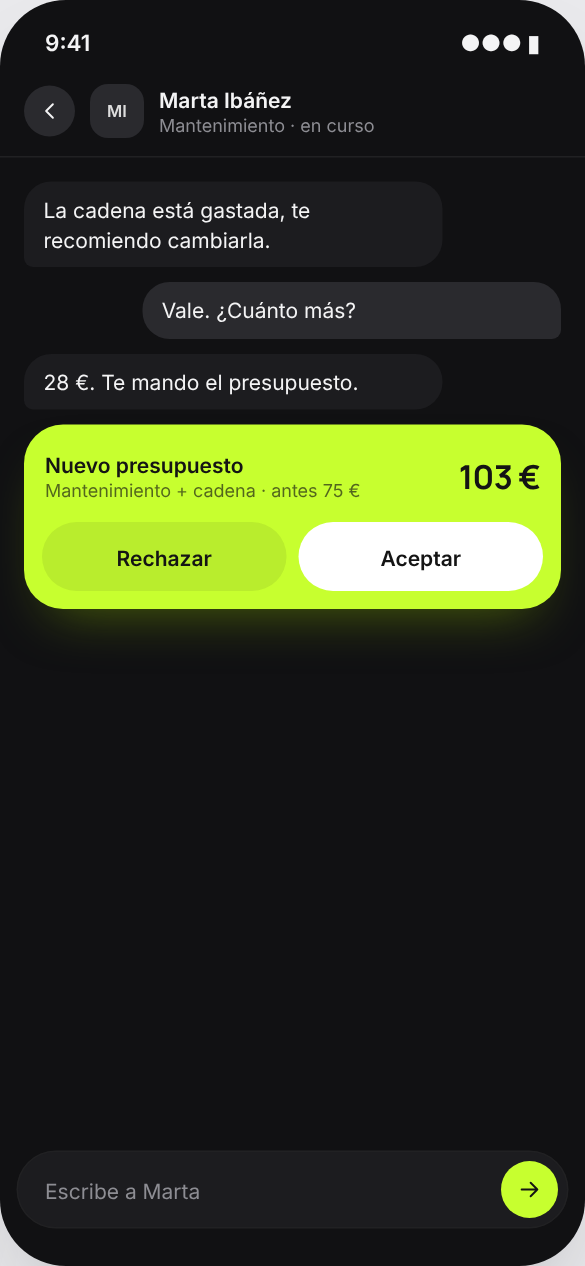 9:41
MI
Marta Ibáñez
Mantenimiento · en curso
La cadena está gastada, te
recomiendo cambiarla.
Vale. ¿Cuánto más?
28 €. Te mando el presupuesto.
Nuevo presupuesto
Mantenimiento + cadena · antes 75 €
103 €
Rechazar
Aceptar
Escribe a Marta